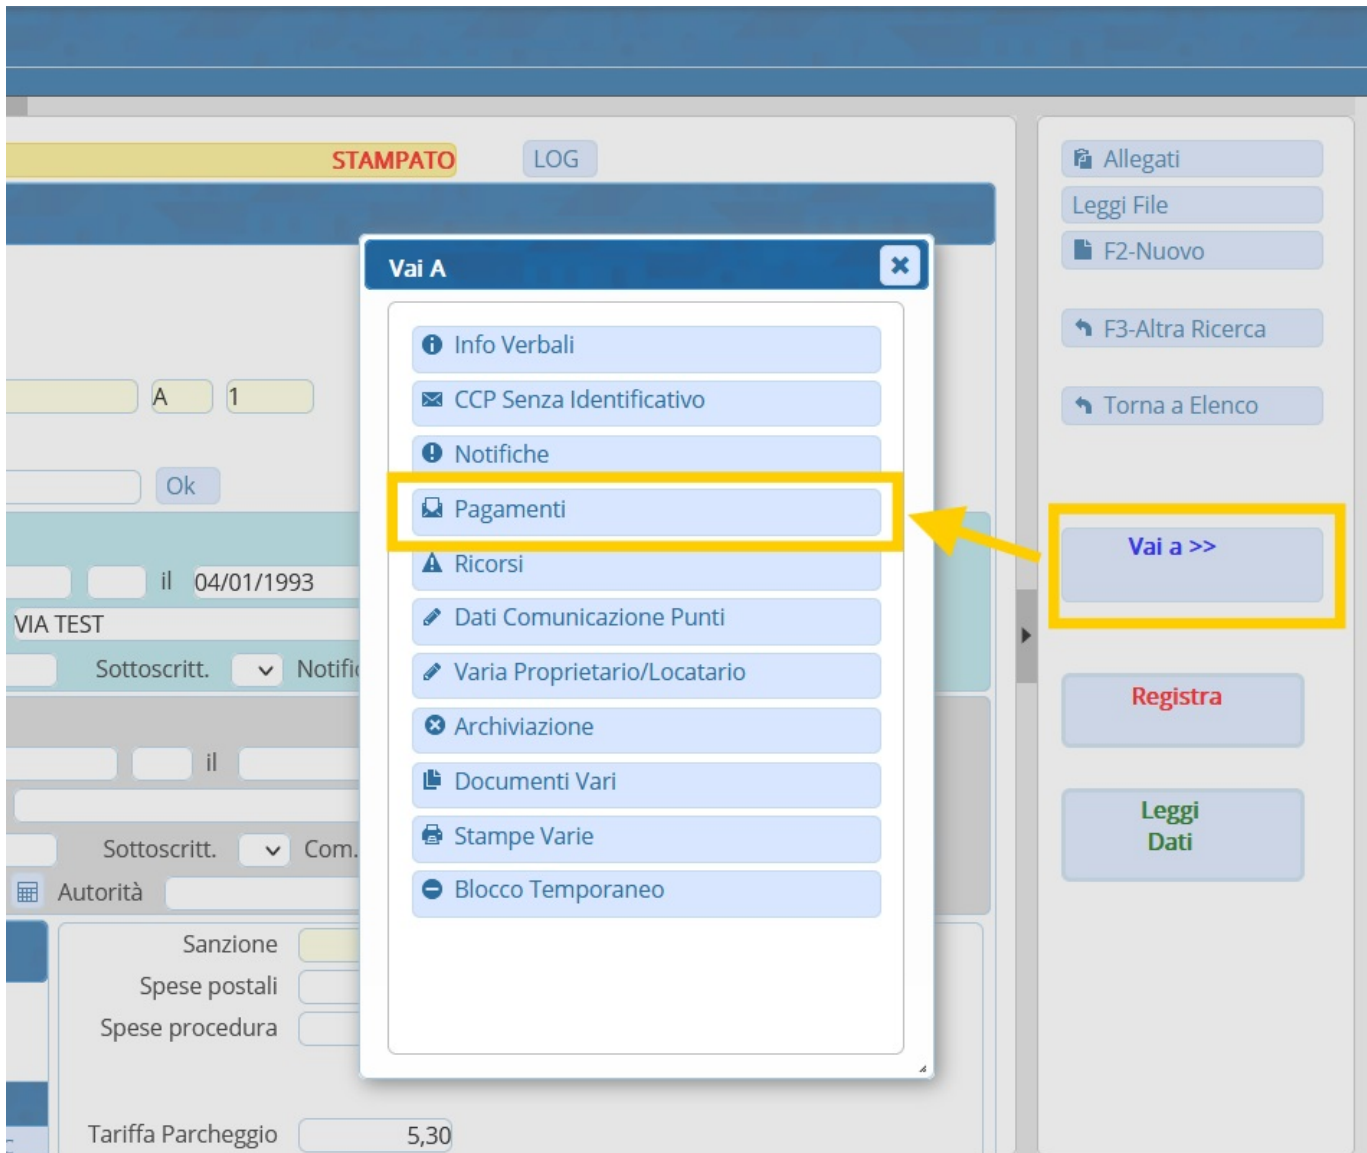 STAMPATO LOG
Allegati
Leggi File
F2-Nuovo
F3-Altra Ricerca
Torna a Elenco
Vai a >>
Registra
Leggi
Dati
Vai A
Info Verbali
CCP Senza Identificativo
Notifiche
Pagamenti
Ricorsi
Dati Comunicazione Punti
Varia Proprietario/Locatario
Archiviazione
Documenti Vari
Stampe Varie
Blocco Temporaneo
A 1
Ok
il 04/01/1993
VIA TEST
Sottoscritt.
il
Sottoscritt. Com.
Autorità
Sanzione
Spese postali
Spese procedura
Tariffa Parcheggio 5,30